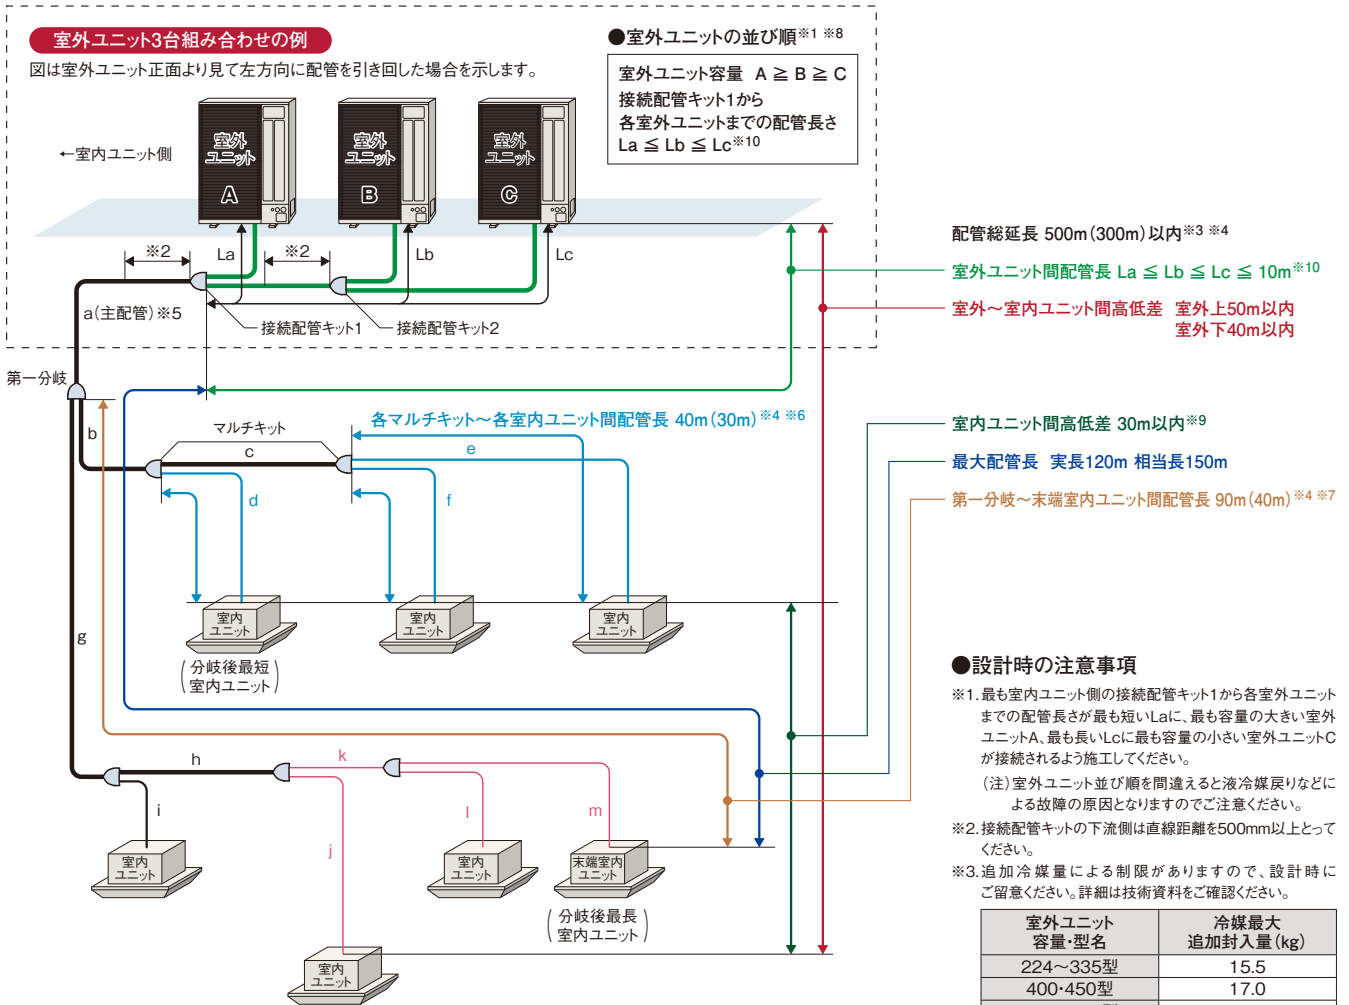 室外ユニット3台組み合わせの例
図は室外ユニット正面より見て左方向に配管を引き回した場合を示します。
●室外ユニットの並び順※1 ※8
室外ユニット容量 A ≧ B ≧ C
接続配管キット1から
各室外ユニットまでの配管長さ
La ≦ Lb ≦ Lc※10
←室内ユニット側
室外
ユニット
A
室外
ユニット
B
室外
ユニット
C
※2
La
※2
Lb
Lc
a(主配管)※5
接続配管キット1
接続配管キット2
第一分岐
配管総延長 500m(300m)以内※3 ※4
室外ユニット間配管長 La ≦ Lb ≦ Lc ≦ 10m※10
室外～室内ユニット間高低差 室外上50m以内
室外下40m以内
b
マルチキット
c
各マルチキット～各室内ユニット間配管長 40m(30m)※4 ※6
e
d
f
室内ユニット間高低差 30m以内※9
最大配管長 実長120m 相当長150m
第一分岐～末端室内ユニット間配管長 90m(40m)※4 ※7
g
室内
ユニット
室内
ユニット
室内
ユニット
(分岐後最短
室内ユニット)
h
k
i
j
l
m
室内
ユニット
室内
ユニット
末端室内
ユニット
(分岐後最長
室内ユニット)
室内
ユニット
●設計時の注意事項
※1.最も室内ユニット側の接続配管キット1から各室外ユニット
までの配管長さが最も短いLaに、最も容量の大きい室外
ユニットA、最も長いLcに最も容量の小さい室外ユニットC
が接続されるよう施工してください。
(注)室外ユニット並び順を間違えると液冷媒戻りなどに
よる故障の原因となりますのでご注意ください。
※2.接続配管キットの下流側は直線距離を500mm以上とって
ください。
※3.追加冷媒量による制限がありますので、設計時に
ご留意ください。詳細は技術資料をご確認ください。
室外ユニット
容量・型名
冷媒最大
追加封入量(kg)
224～335型 15.5
400・450型 17.0